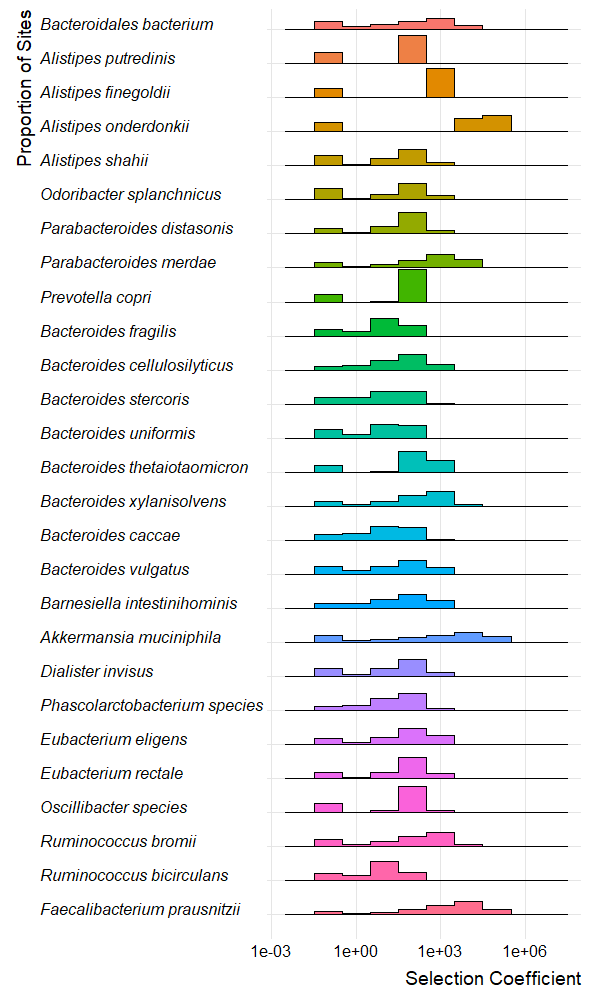 Proportion of Sites
Bacteroidales bacterium
Alistipes putredinis
Alistipes finegoldii
Alistipes onderdonkii
Alistipes shahii
Odoribacter splanchnicus
Parabacteroides distasonis
Parabacteroides merdae
Prevotella copri
Bacteroides fragilis
Bacteroides cellulosilyticus
Bacteroides stercoris
Bacteroides uniformis
Bacteroides thetaiotaomicron
Bacteroides xylanisolvens
Bacteroides caccae
Bacteroides vulgatus
Barnesiella intestinihominis
Akkermansia muciniphila
Dialister invisus
Phascolarctobacterium species
Eubacterium eligens
Eubacterium rectale
Oscillibacter species
Ruminococcus bromii
Ruminococcus bicirculans
Faecalibacterium prausnitzii
1e-03 1e+00 1e+03 1e+06
Selection Coefficient